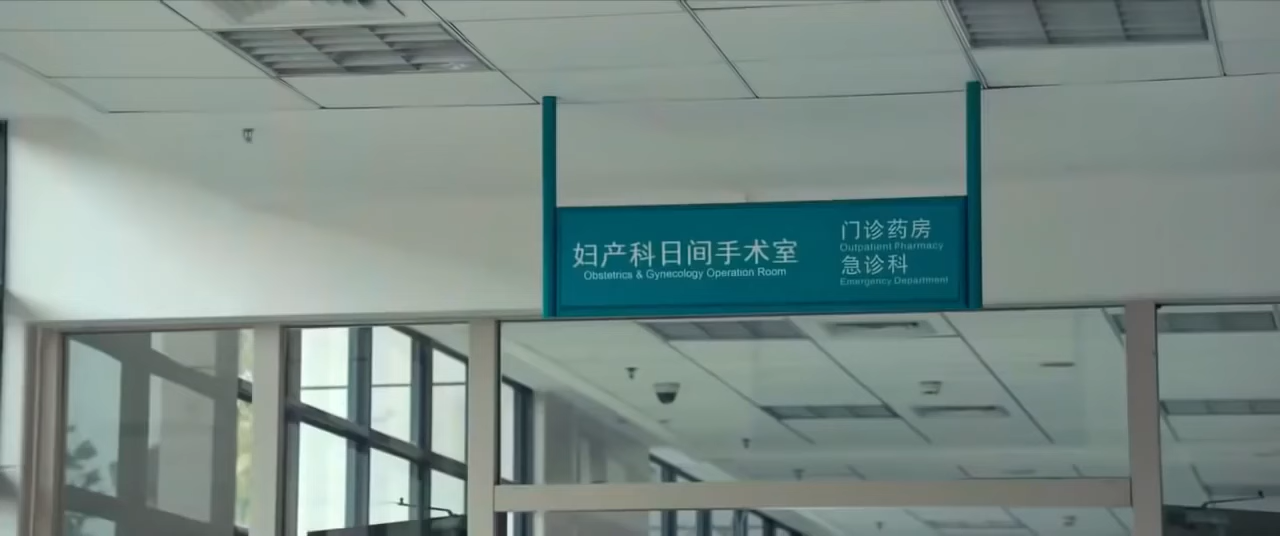 妇产科日间手术室
Obstetrics & Gynecology Operation Room
门诊药房
Outpatient Pharmacy
急诊科
Emergency Department